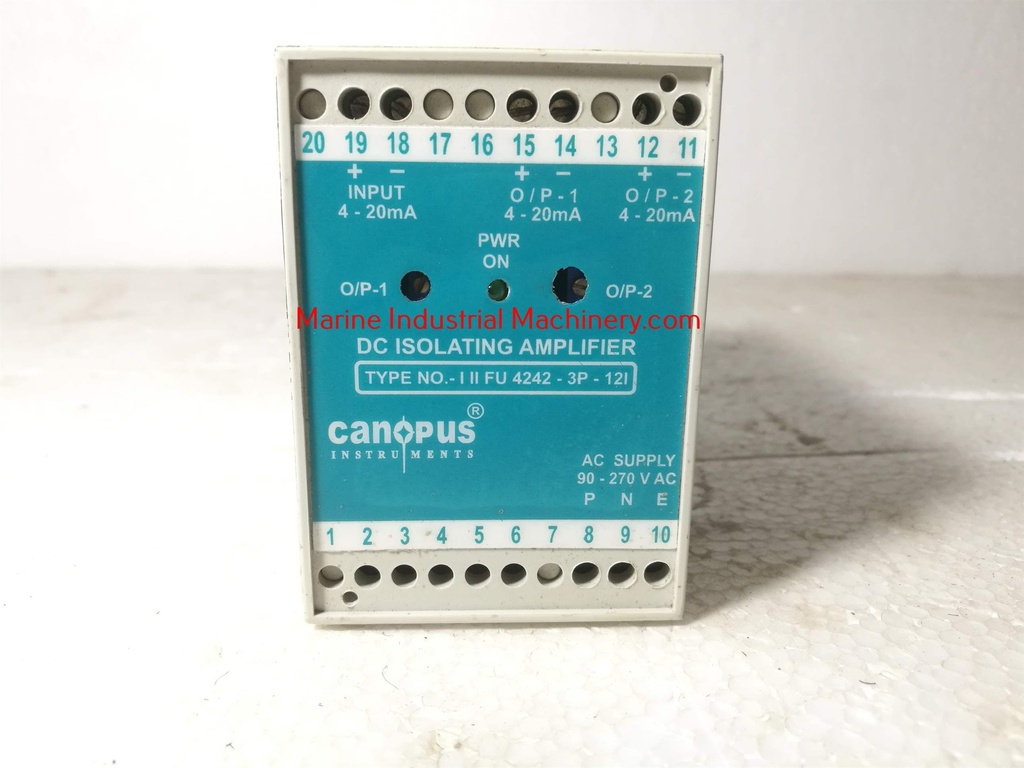 20 19 18 17 16 15 14 13 12 11
+ − + − + −
INPUT O / P - 1 O / P - 2
4 - 20mA 4 - 20mA 4 - 20mA
PWR
ON
O/P-1 O/P-2
Marine Industrial Machinery.com
DC ISOLATING AMPLIFIER
TYPE NO.- I II FU 4242 - 3P - 12I
canopus ®
INSTRUMENTS
AC SUPPLY
90 - 270 V AC
P N E
1 2 3 4 5 6 7 8 9 10